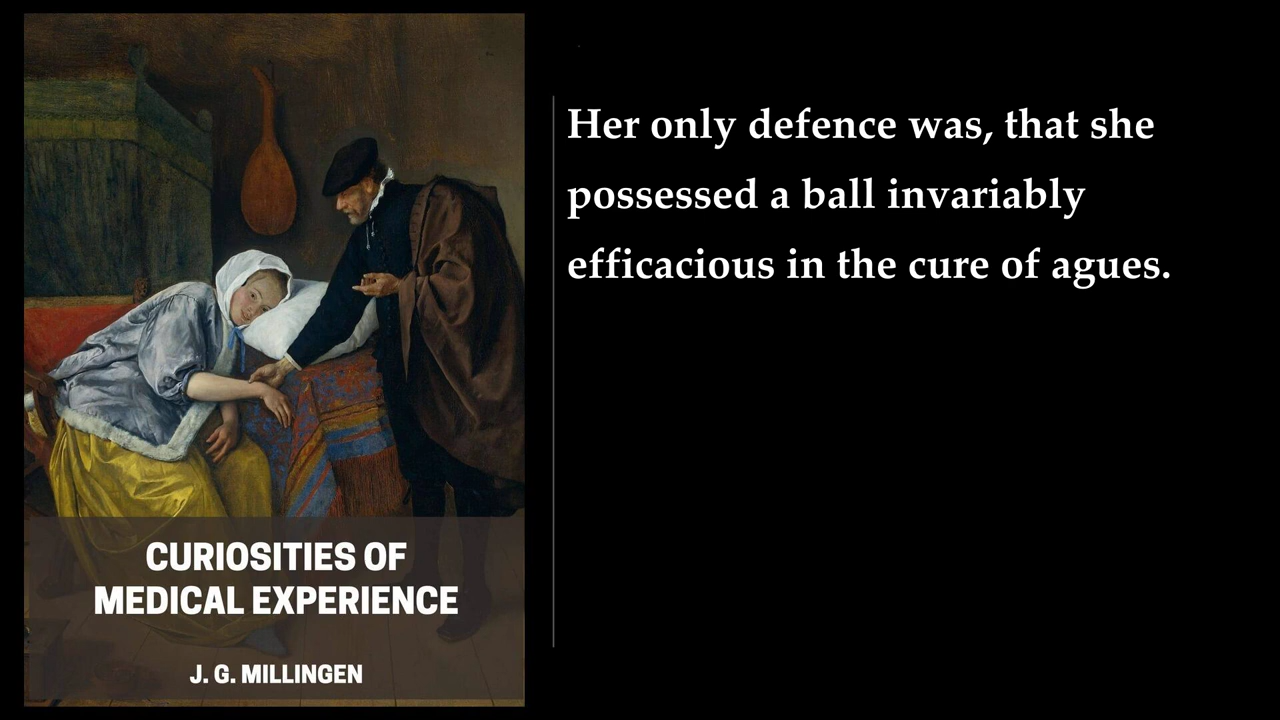 Her only defence was, that she
possessed a ball invariably
efficacious in the cure of agues.
CURIOSITIES OF
MEDICAL EXPERIENCE
J. G. MILLINGEN